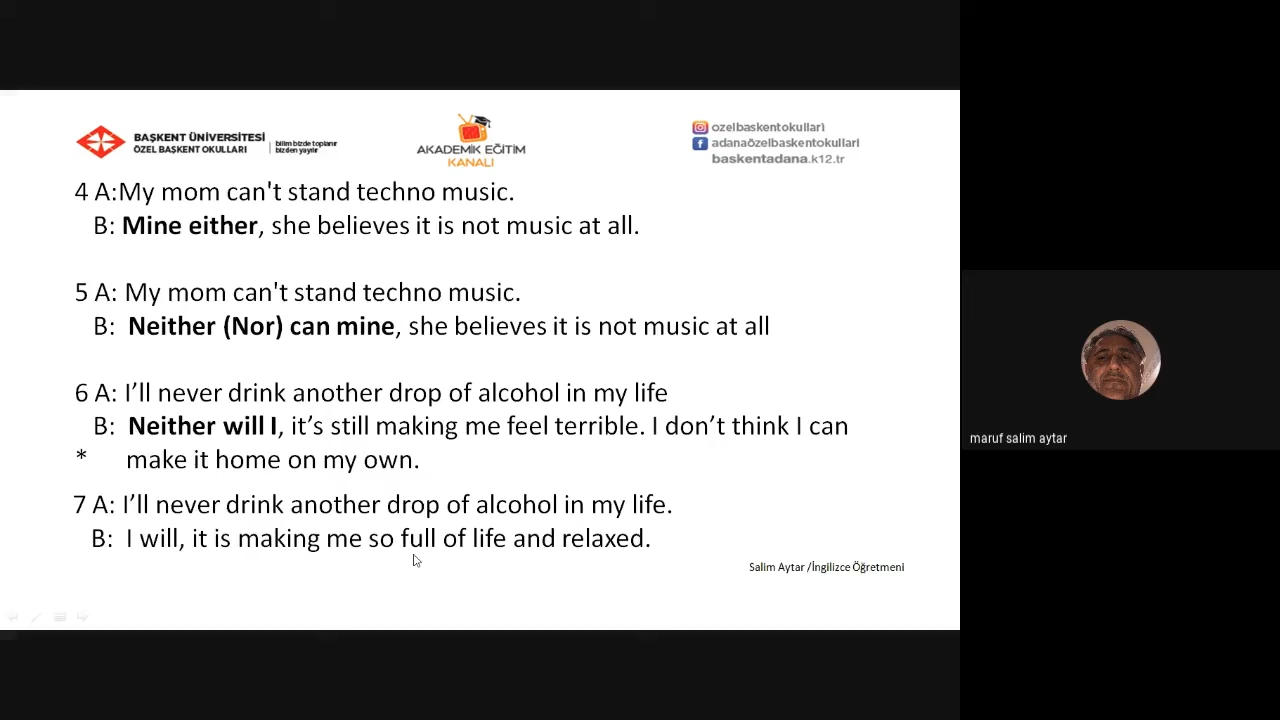 BAŞKENT ÜNİVERSİTESİ
ÖZEL BAŞKENT OKULLARI
bilim bizde toplanır
bizden yayılır
AKADEMİK EĞİTİM
KANALI
ozelbaskentokullari
adanaözelbaskentokullari
baskentadana.k12.tr
4 A:My mom can't stand techno music.
B: Mine either, she believes it is not music at all.
5 A: My mom can't stand techno music.
B: Neither (Nor) can mine, she believes it is not music at all
6 A: I’ll never drink another drop of alcohol in my life
B: Neither will I, it’s still making me feel terrible. I don’t think I can
* make it home on my own.
7 A: I’ll never drink another drop of alcohol in my life.
B: I will, it is making me so full of life and relaxed.
Salim Aytar /İngilizce Öğretmeni
maruf salim aytar